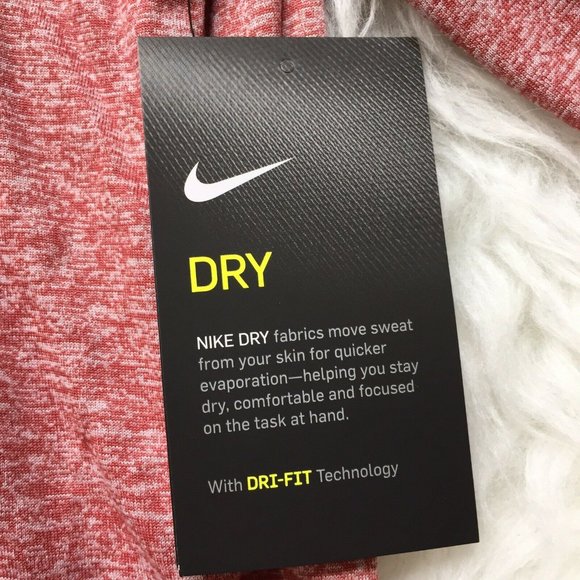 DRY
NIKE DRY fabrics move sweat
from your skin for quicker
evaporation—helping you stay
dry, comfortable and focused
on the task at hand.
With DRI-FIT Technology